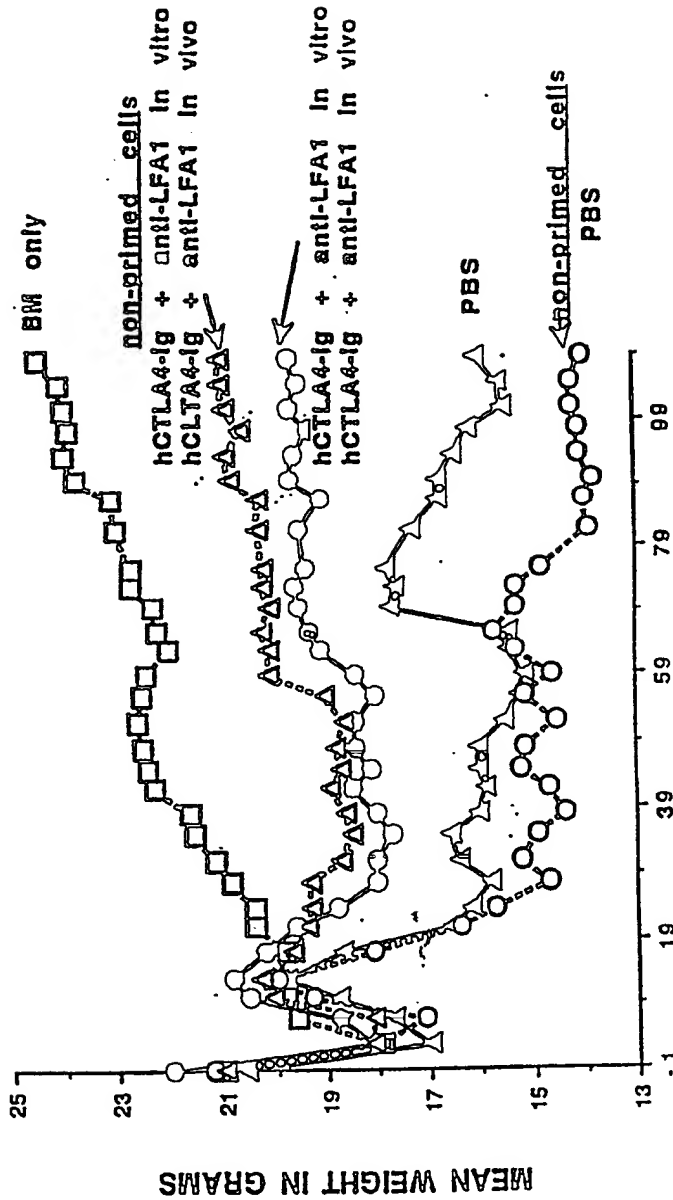 MEAN WEIGHT IN GRAMS
25
23
21
19
17
15
13
-1
19
39
59
79
99
BM only
non-primed cells
hCTLA4-Ig + anti-LFA1 In vitro
hCLTA4-Ig + anti-LFA1 In vivo
hCTLA4-Ig + anti-LFA1 In vitro
hCTLA4-Ig + anti-LFA1 In vivo
PBS
non-primed cells
PBS